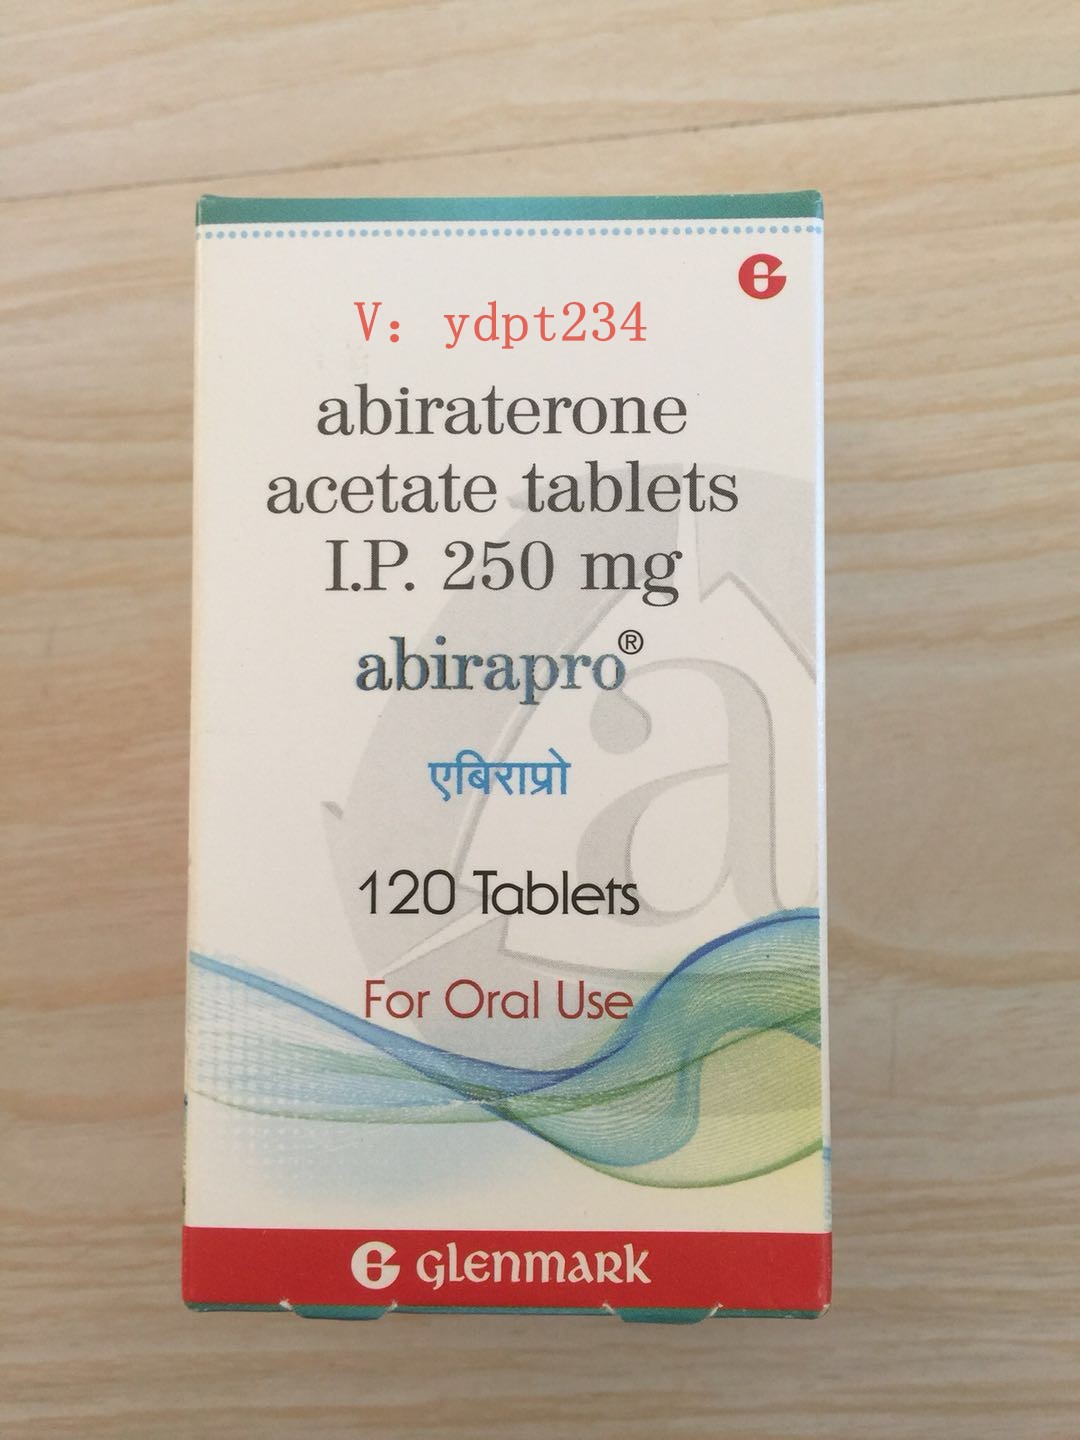 V: ydpt234
abiraterone
acetate tablets
I.P. 250 mg
abirapro®
एबिराप्रो
120 Tablets
For Oral Use
glenmark